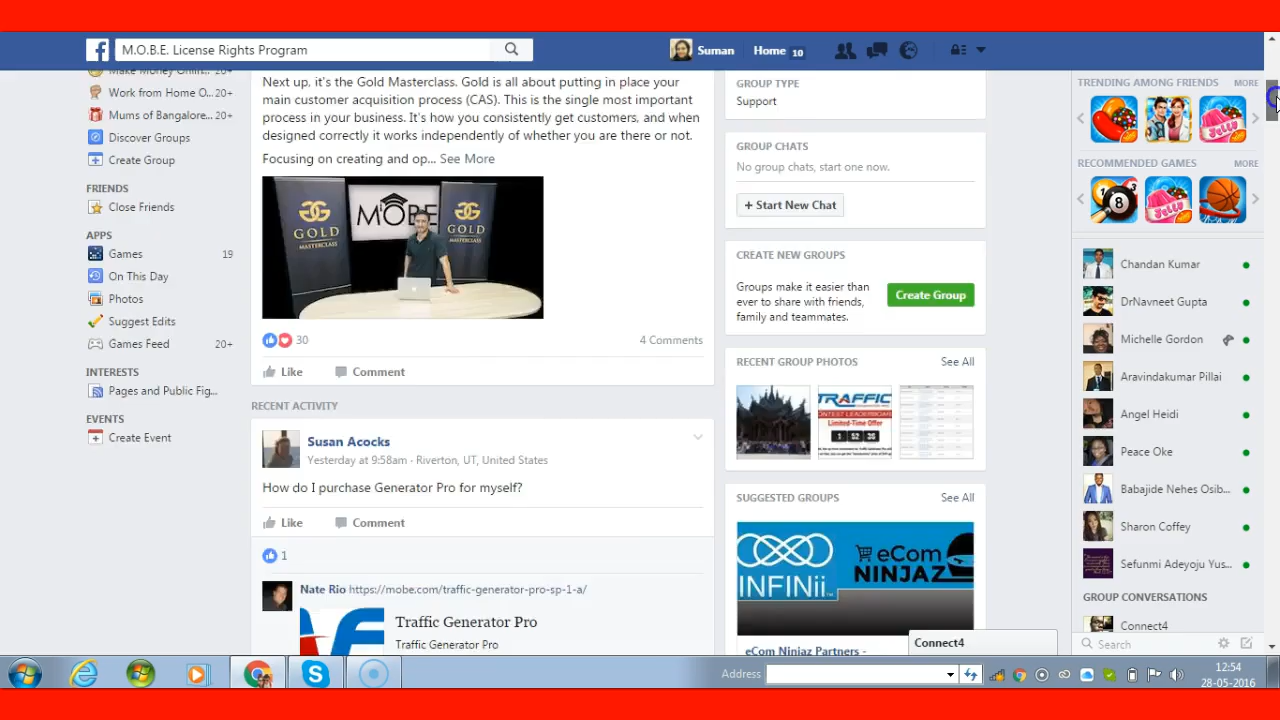 M.O.B.E. License Rights Program
Suman
Home 10
Make Money Onlin... 20+
Work from Home O... 20+
Mums of Bangalore... 20+
Discover Groups
Create Group
FRIENDS
Close Friends
APPS
Games 19
On This Day
Photos
Suggest Edits
Games Feed 20+
INTERESTS
Pages and Public Fig...
EVENTS
Create Event
Next up, it's the Gold Masterclass. Gold is all about putting in place your
main customer acquisition process (CAS). This is the single most important
process in your business. It's how you consistently get customers, and when
designed correctly it works independently of whether you are there or not.
Focusing on creating and op... See More
GOLD
MASTERCLASS
MOBE
GOLD
MASTERCLASS
30
4 Comments
Like Comment
RECENT ACTIVITY
Susan Acocks
Yesterday at 9:58am - Riverton, UT, United States
How do I purchase Generator Pro for myself?
Like Comment
1
Nate Rio https://mobe.com/traffic-generator-pro-sp-1-a/
Traffic Generator Pro
Traffic Generator Pro
GROUP TYPE
Support
GROUP CHATS
No group chats, start one now.
+ Start New Chat
CREATE NEW GROUPS
Groups make it easier than
ever to share with friends,
family and teammates.
Create Group
RECENT GROUP PHOTOS See All
TRAFFIC
CONTEST LEADERBOARD
Limited-Time Offer
SUGGESTED GROUPS See All
INFINii
eCom
NINJAZ
eCom Ninjaz Partners -
Connect4
TRENDING AMONG FRIENDS MORE
RECOMMENDED GAMES MORE
8
Jelly
Chandan Kumar
DrNavneet Gupta
Michelle Gordon
Aravindakumar Pillai
Angel Heidi
Peace Oke
Babajide Nehes Osib...
Sharon Coffey
Sefunmi Adeyoju Yus...
GROUP CONVERSATIONS
Connect4
Search
Address
12:54
28-05-2016